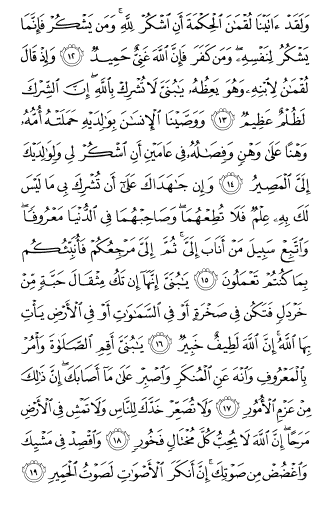 وَلَقَدْ ءَاتَيْنَا لُقْمَـٰنَ ٱلْحِكْمَةَ أَنِ ٱشْكُرْ لِلَّهِ ۚ وَمَن يَشْكُرْ فَإِنَّمَا
يَشْكُرُ لِنَفْسِهِۦ ۖ وَمَن كَفَرَ فَإِنَّ ٱللَّهَ غَنِىٌّ حَمِيدٌ ١٢ وَإِذْ قَالَ
لُقْمَـٰنُ لِٱبْنِهِۦ وَهُوَ يَعِظُهُۥ يَـٰبُنَىَّ لَا تُشْرِكْ بِٱللَّهِ ۖ إِنَّ ٱلشِّرْكَ
لَظُلْمٌ عَظِيمٌ ١٣ وَوَصَّيْنَا ٱلْإِنسَـٰنَ بِوَٰلِدَيْهِ حَمَلَتْهُ أُمُّهُۥ
وَهْنًا عَلَىٰ وَهْنٍ وَفِصَـٰلُهُۥ فِى عَامَيْنِ أَنِ ٱشْكُرْ لِى وَلِوَٰلِدَيْكَ
إِلَىَّ ٱلْمَصِيرُ ١٤ وَإِن جَـٰهَدَاكَ عَلَىٰٓ أَن تُشْرِكَ بِى مَا لَيْسَ
لَكَ بِهِۦ عِلْمٌ فَلَا تُطِعْهُمَا ۖ وَصَاحِبْهُمَا فِى ٱلدُّنْيَا مَعْرُوفًا ۖ
وَٱتَّبِعْ سَبِيلَ مَنْ أَنَابَ إِلَىَّ ۚ ثُمَّ إِلَىَّ مَرْجِعُكُمْ فَأُنَبِّئُكُم
بِمَا كُنتُمْ تَعْمَلُونَ ١٥ يَـٰبُنَىَّ إِنَّهَآ إِن تَكُ مِثْقَالَ حَبَّةٍ مِّنْ
خَرْدَلٍ فَتَكُن فِى صَخْرَةٍ أَوْ فِى ٱلسَّمَـٰوَٰتِ أَوْ فِى ٱلْأَرْضِ يَأْتِ
بِهَا ٱللَّهُ ۚ إِنَّ ٱللَّهَ لَطِيفٌ خَبِيرٌ ١٦ يَـٰبُنَىَّ أَقِمِ ٱلصَّلَوٰةَ وَأْمُرْ
بِٱلْمَعْرُوفِ وَٱنْهَ عَنِ ٱلْمُنكَرِ وَٱصْبِرْ عَلَىٰ مَآ أَصَابَكَ ۖ إِنَّ ذَٰلِكَ
مِنْ عَزْمِ ٱلْأُمُورِ ١٧ وَلَا تُصَعِّرْ خَدَّكَ لِلنَّاسِ وَلَا تَمْشِ فِى ٱلْأَرْضِ
مَرَحًا ۖ إِنَّ ٱللَّهَ لَا يُحِبُّ كُلَّ مُخْتَالٍ فَخُورٍ ١٨ وَٱقْصِدْ فِى مَشْيِكَ
وَٱغْضُضْ مِن صَوْتِكَ ۚ إِنَّ أَنكَرَ ٱلْأَصْوَٰتِ لَصَوْتُ ٱلْحَمِيرِ ١٩